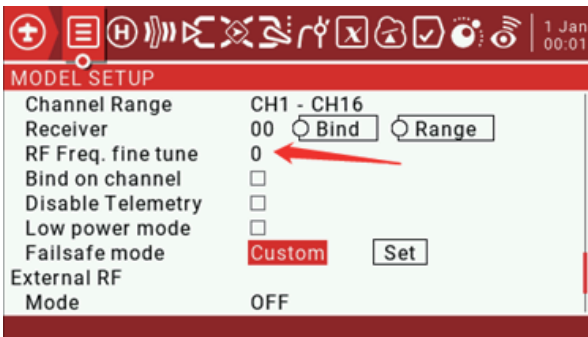 1 Jan
00:01
MODEL SETUP
Channel Range CH1 - CH16
Receiver 00 Bind Range
RF Freq. fine tune 0
Bind on channel
Disable Telemetry
Low power mode
Failsafe mode Custom Set
External RF
Mode OFF